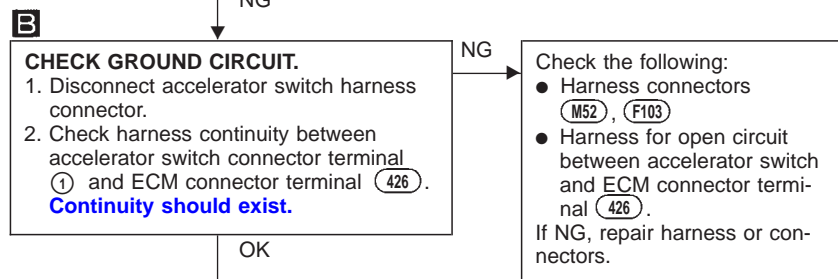 NG
B
CHECK GROUND CIRCUIT.
1. Disconnect accelerator switch harness
connector.
2. Check harness continuity between
accelerator switch connector terminal
① and ECM connector terminal 426.
Continuity should exist.
OK
NG
Check the following:
● Harness connectors
M52, F103
● Harness for open circuit
between accelerator switch
and ECM connector termi-
nal 426.
If NG, repair harness or con-
nectors.